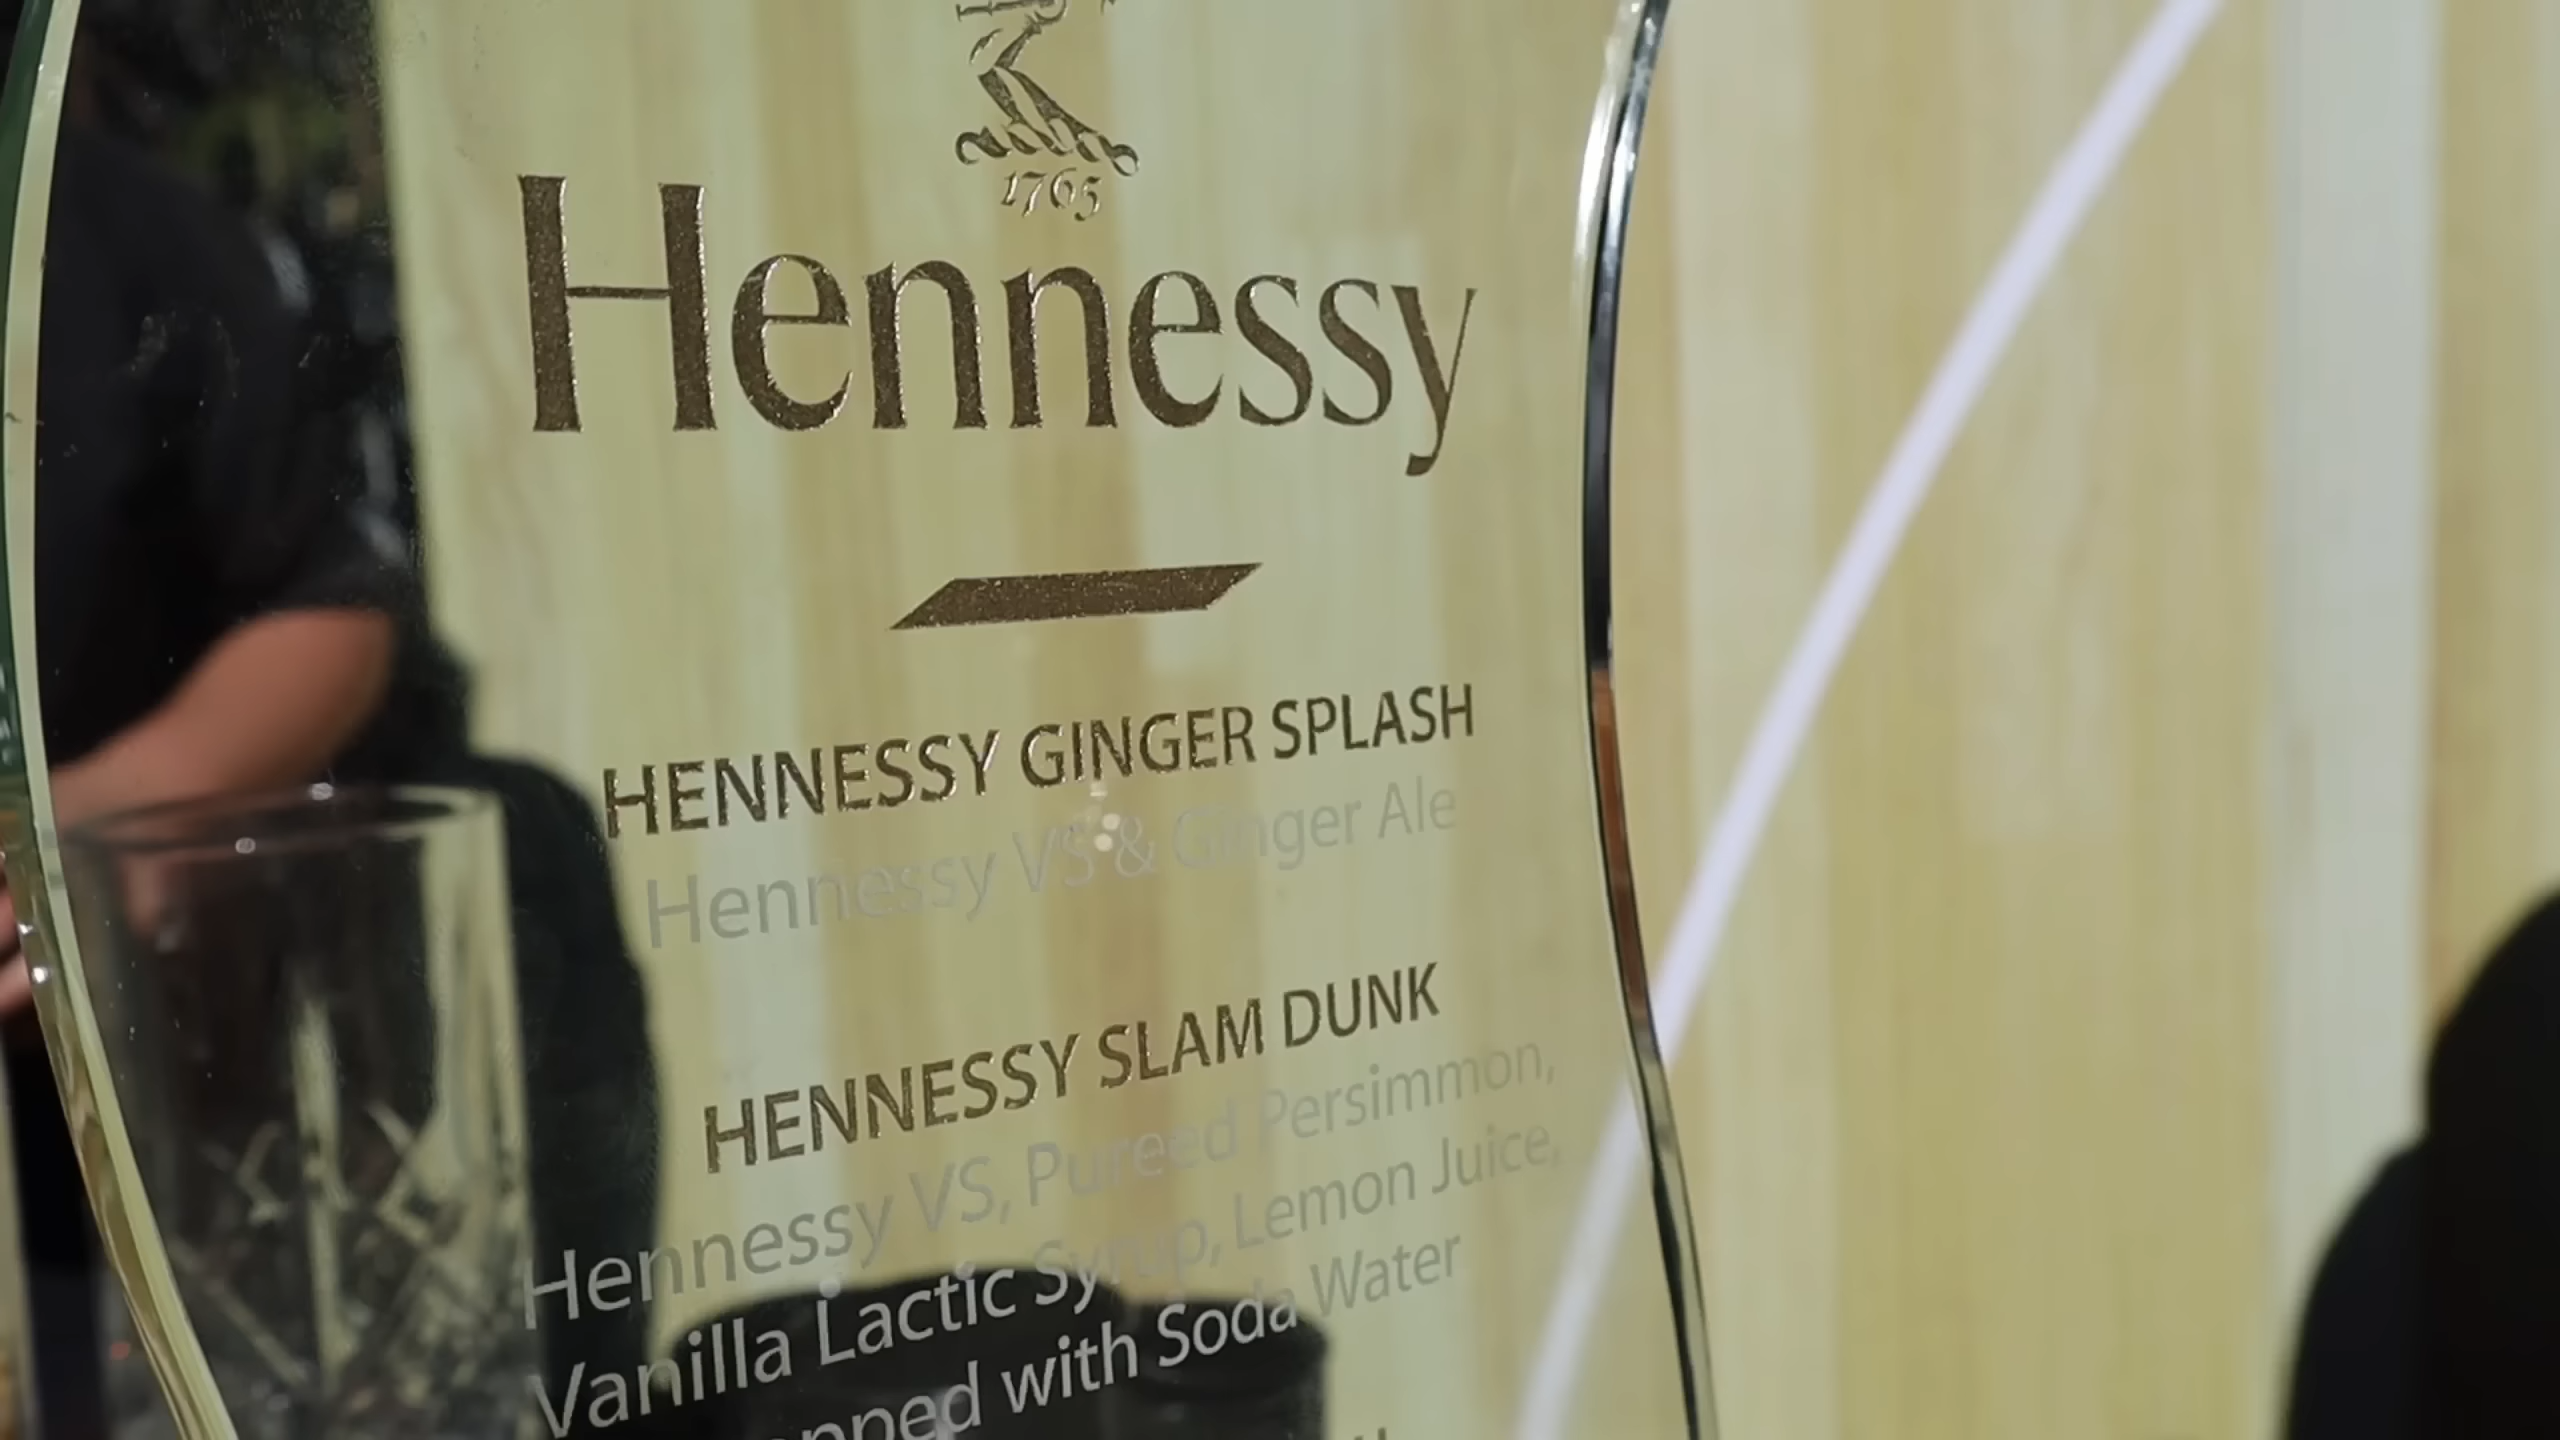 1765
Hennessy
HENNESSY GINGER SPLASH
Hennessy VS & Ginger Ale
HENNESSY SLAM DUNK
Hennessy VS, Pureed Persimmon,
Vanilla Lactic Syrup, Lemon Juice,
with Soda Water